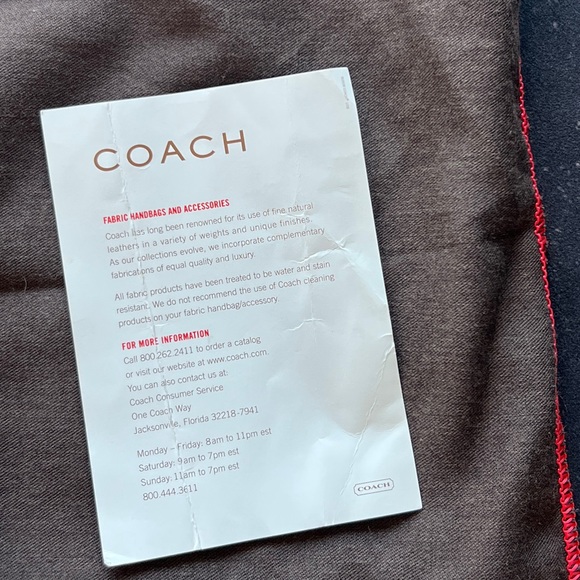 COACH
FABRIC HANDBAGS AND ACCESSORIES
Coach has long been renowned for its use of fine natural
leathers in a variety of weights and unique finishes.
As our collections evolve, we incorporate complementary
fabrications of equal quality and luxury.
All fabric products have been treated to be water and stain
resistant. We do not recommend the use of Coach cleaning
products on your fabric handbag/accessory.
FOR MORE INFORMATION
Call 800.262.2411 to order a catalog
or visit our website at www.coach.com.
You can also contact us at:
Coach Consumer Service
One Coach Way
Jacksonville, Florida 32218-7941
Monday – Friday: 8am to 11pm est
Saturday: 9am to 7pm est
Sunday: 11am to 7pm est
800.444.3611
COACH